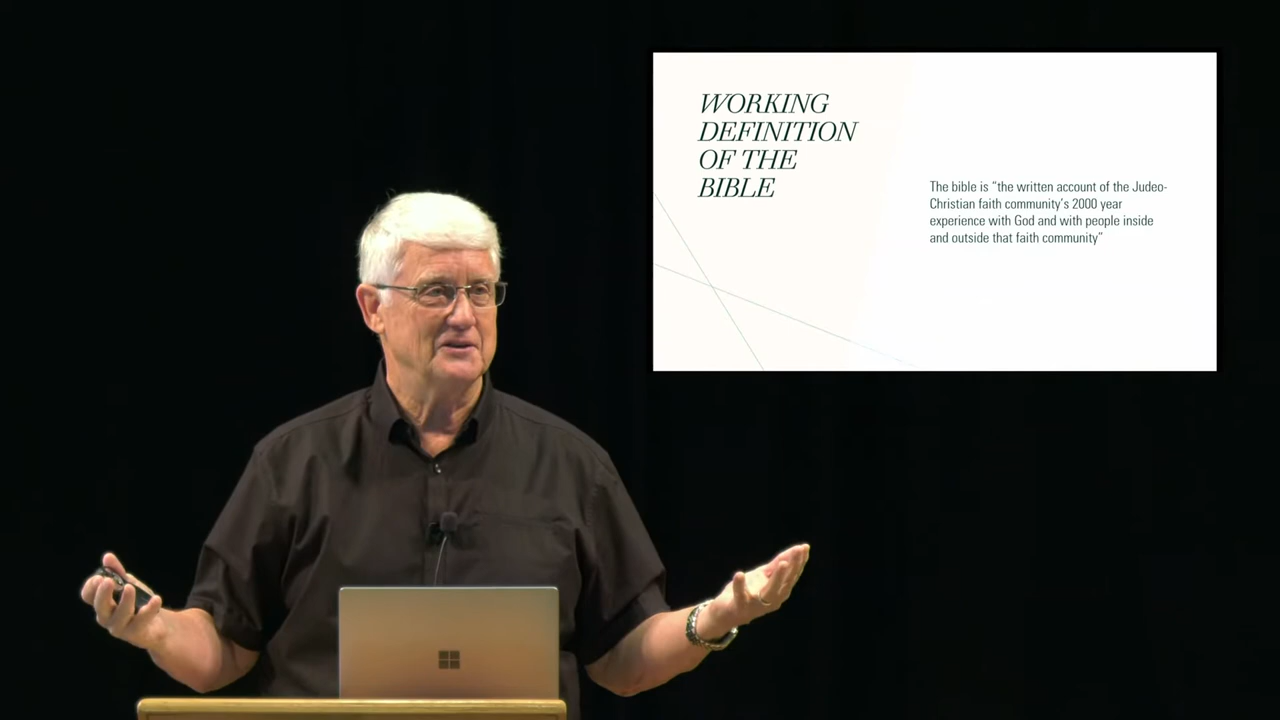 WORKING
DEFINITION
OF THE
BIBLE
The bible is “the written account of the Judeo-
Christian faith community’s 2000 year
experience with God and with people inside
and outside that faith community”